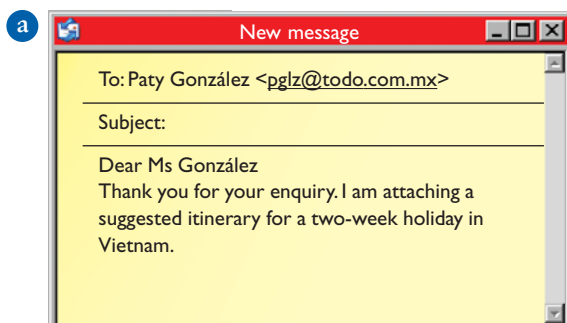 a
New message
To: Paty González <pglz@todo.com.mx>
Subject:
Dear Ms González
Thank you for your enquiry. I am attaching a
suggested itinerary for a two-week holiday in
Vietnam.